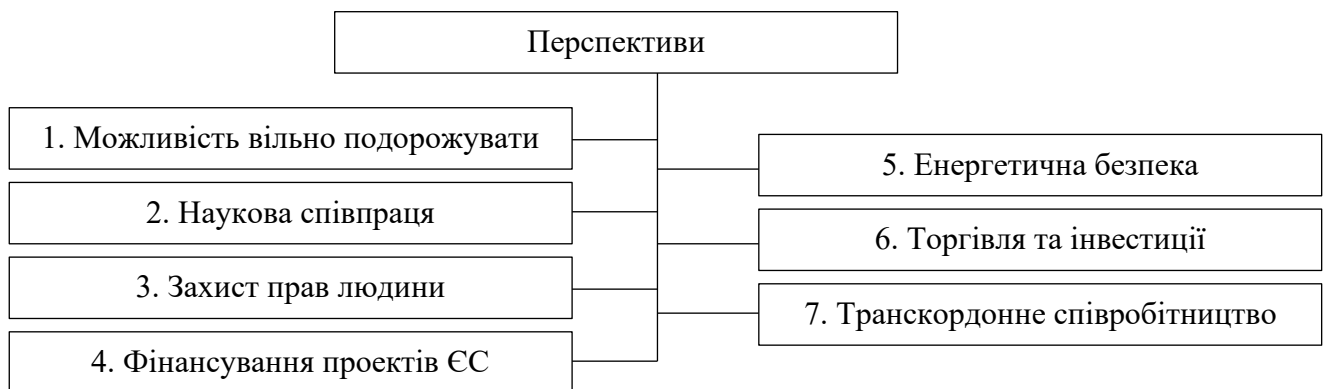 Перспективи
1. Можливість вільно подорожувати
2. Наукова співпраця
3. Захист прав людини
4. Фінансування проектів ЄС
5. Енергетична безпека
6. Торгівля та інвестиції
7. Транскордонне співробітництво